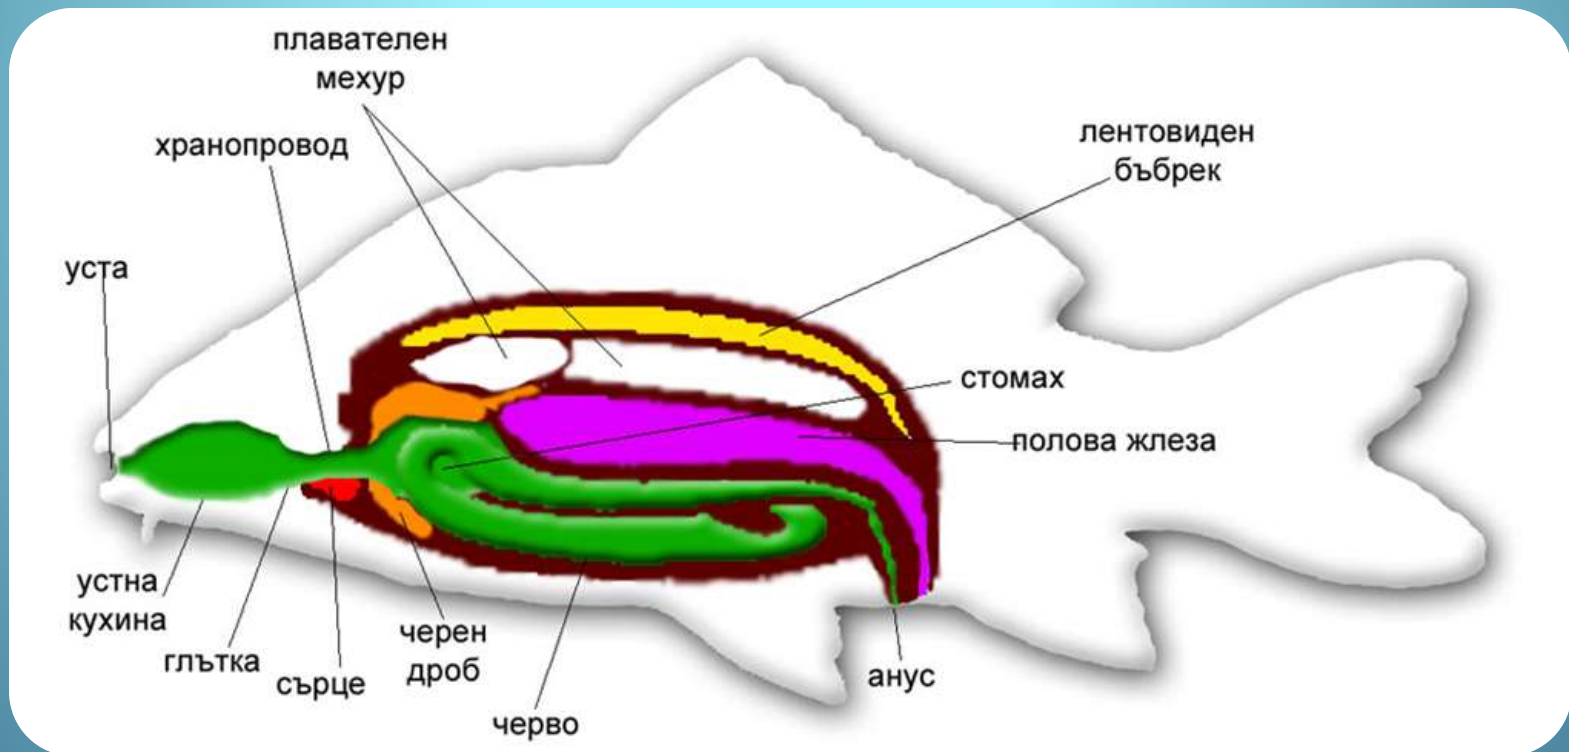 плавателен
мехур
хранопровод
лентовиден
бъбрек
уста
стомах
полова жлеза
устна
кухина
глътка
сърце
черен
дроб
черво
анус